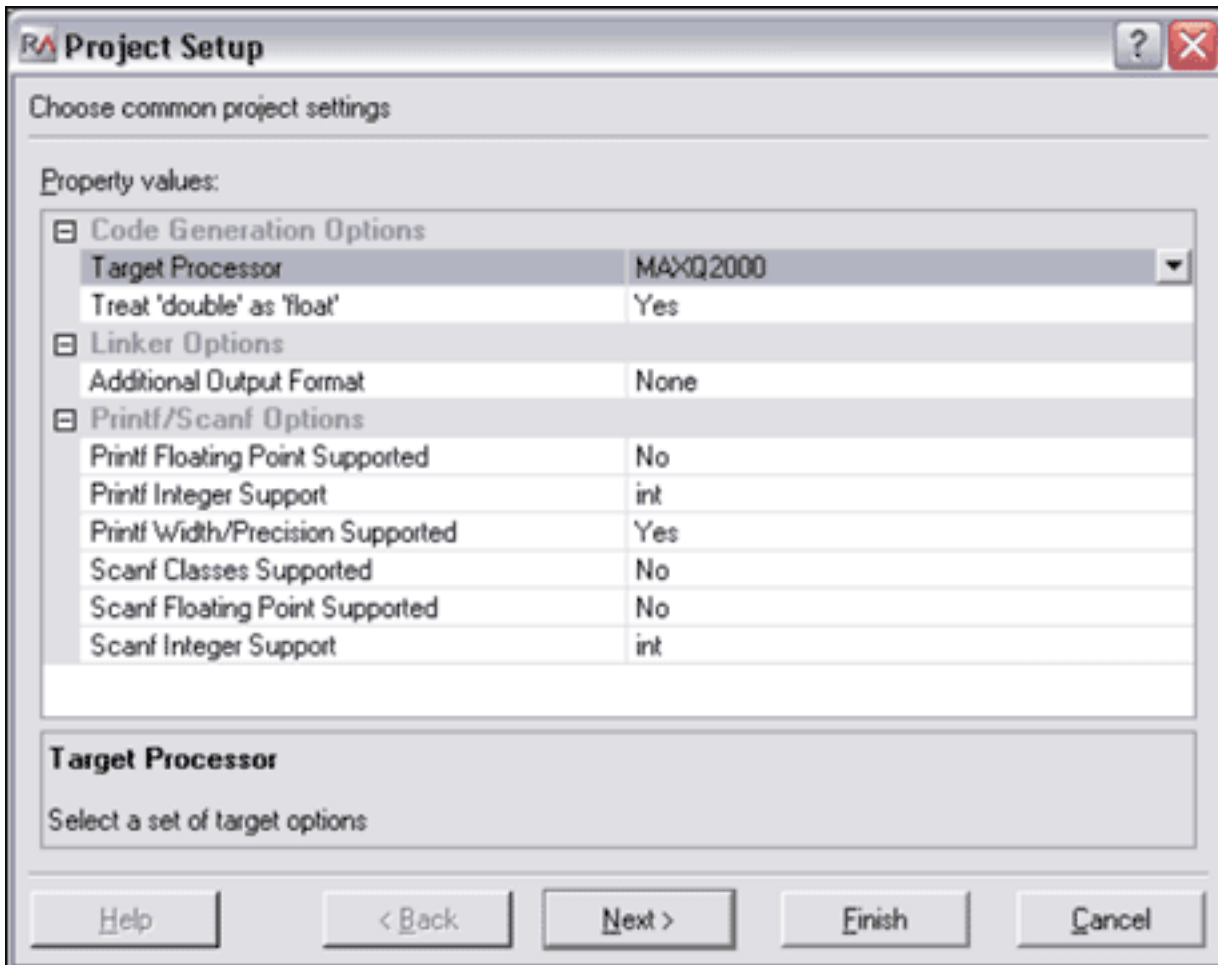 RA Project Setup
Choose common project settings
Property values:
Code Generation Options
Target Processor MAXQ2000
Treat 'double' as 'float' Yes
Linker Options
Additional Output Format None
Printf/Scanf Options
Printf Floating Point Supported No
Printf Integer Support int
Printf Width/Precision Supported Yes
Scanf Classes Supported No
Scanf Floating Point Supported No
Scanf Integer Support int
Target Processor
Select a set of target options
Help < Back Next > Finish Cancel